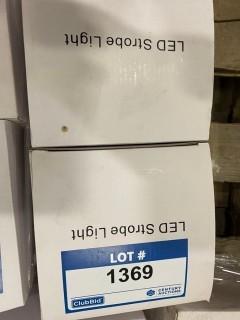 LED Strobe Light
LED Strobe Light
LOT #
1369
ClubBid
CENTURY
AUCTIONS